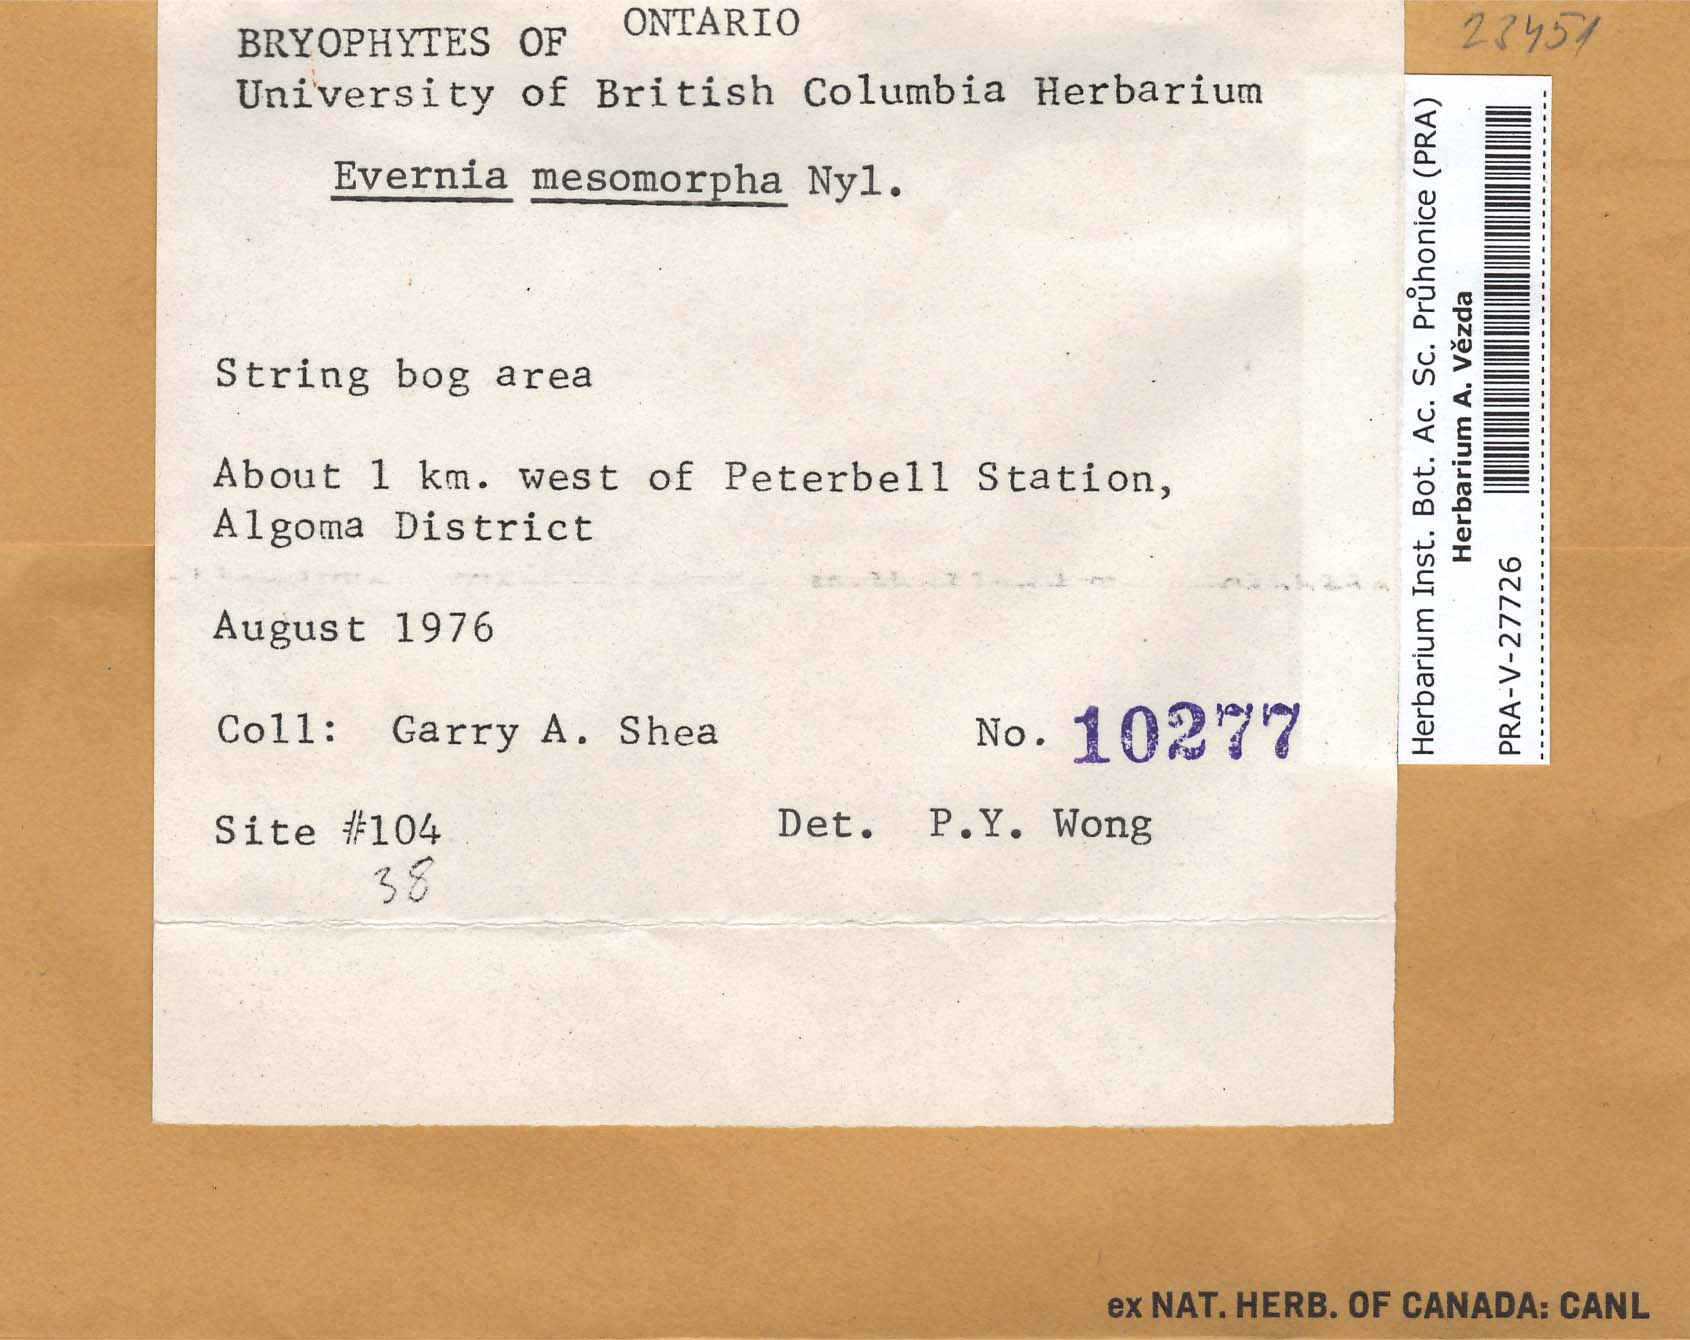 23451
BRYOPHYTES OF ONTARIO
University of British Columbia Herbarium
Evernia mesomorpha Nyl.
String bog area
About 1 km. west of Peterbell Station,
Algoma District
August 1976
Coll: Garry A. Shea No. 10277
Site #104 Det. P.Y. Wong
38
Herbarium Inst. Bot. Ac. Sc. Průhonice (PRA)
Herbarium A. Vězda
PRA-V-27726
ex NAT. HERB. OF CANADA: CANL